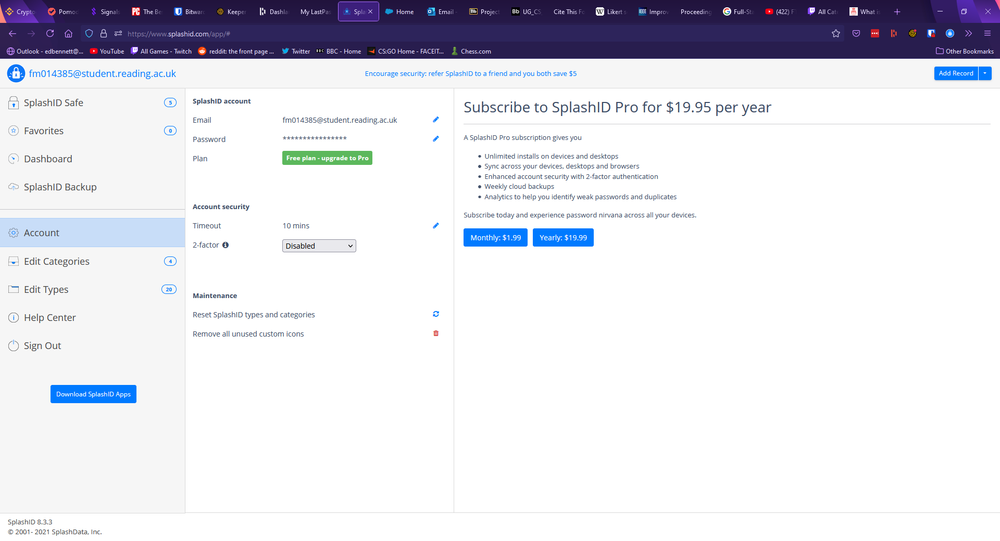 Crypto
Pomod
Signals
The Be
Bitwar
Keeper
Dashla
My LastPas
Spla
Home
Email -
Project
UG_CS
Cite This Fo
Likert s
Improv
Proceeding
Full-Sta
(422) F
All Cate
What is
https://www.splashid.com/app/#
Outlook - edbennett@...
YouTube
All Games - Twitch
reddit: the front page ...
Twitter
BBC - Home
CS:GO Home - FACEIT...
Chess.com
Other Bookmarks
fm014385@student.reading.ac.uk
Encourage security: refer SplashID to a friend and you both save $5
Add Record
SplashID Safe 5
Favorites 0
Dashboard
SplashID Backup
Account
Edit Categories 4
Edit Types 20
Help Center
Sign Out
Download SplashID Apps
SplashID account
Email fm014385@student.reading.ac.uk
Password ****************
Plan Free plan - upgrade to Pro
Account security
Timeout 10 mins
2-factor Disabled
Maintenance
Reset SplashID types and categories
Remove all unused custom icons
Subscribe to SplashID Pro for $19.95 per year
A SplashID Pro subscription gives you
• Unlimited installs on devices and desktops
• Sync across your devices, desktops and browsers
• Enhanced account security with 2-factor authentication
• Weekly cloud backups
• Analytics to help you identify weak passwords and duplicates
Subscribe today and experience password nirvana across all your devices.
Monthly: $1.99
Yearly: $19.99
SplashID 8.3.3
© 2001- 2021 SplashData, Inc.